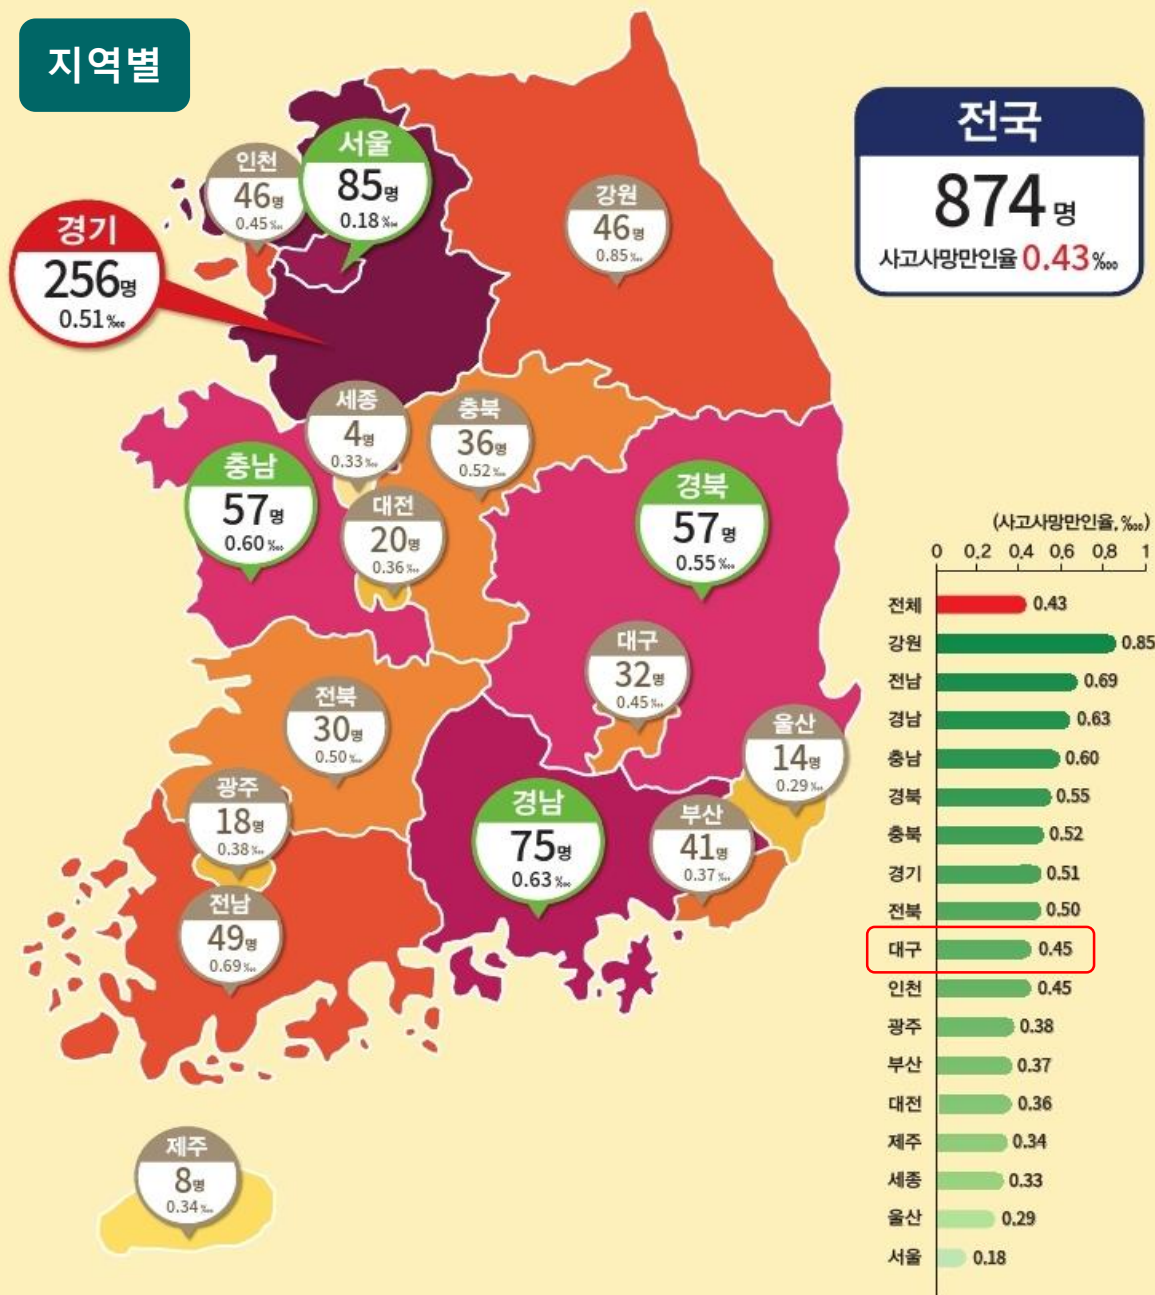 지역별
전국
874명
사고사망만인율 0.43‱
서울
85명
0.18‱
인천
46명
0.45‱
경기
256명
0.51‱
강원
46명
0.85‱
세종
4명
0.33‱
충북
36명
0.52‱
충남
57명
0.60‱
대전
20명
0.36‱
경북
57명
0.55‱
대구
32명
0.45‱
전북
30명
0.50‱
울산
14명
0.29‱
광주
18명
0.38‱
경남
75명
0.63‱
부산
41명
0.37‱
전남
49명
0.69‱
제주
8명
0.34‱
(사고사망만인율, ‱)
0 0.2 0.4 0.6 0.8 1
전체 0.43
강원 0.85
전남 0.69
경남 0.63
충남 0.60
경북 0.55
충북 0.52
경기 0.51
전북 0.50
대구 0.45
인천 0.45
광주 0.38
부산 0.37
대전 0.36
제주 0.34
세종 0.33
울산 0.29
서울 0.18